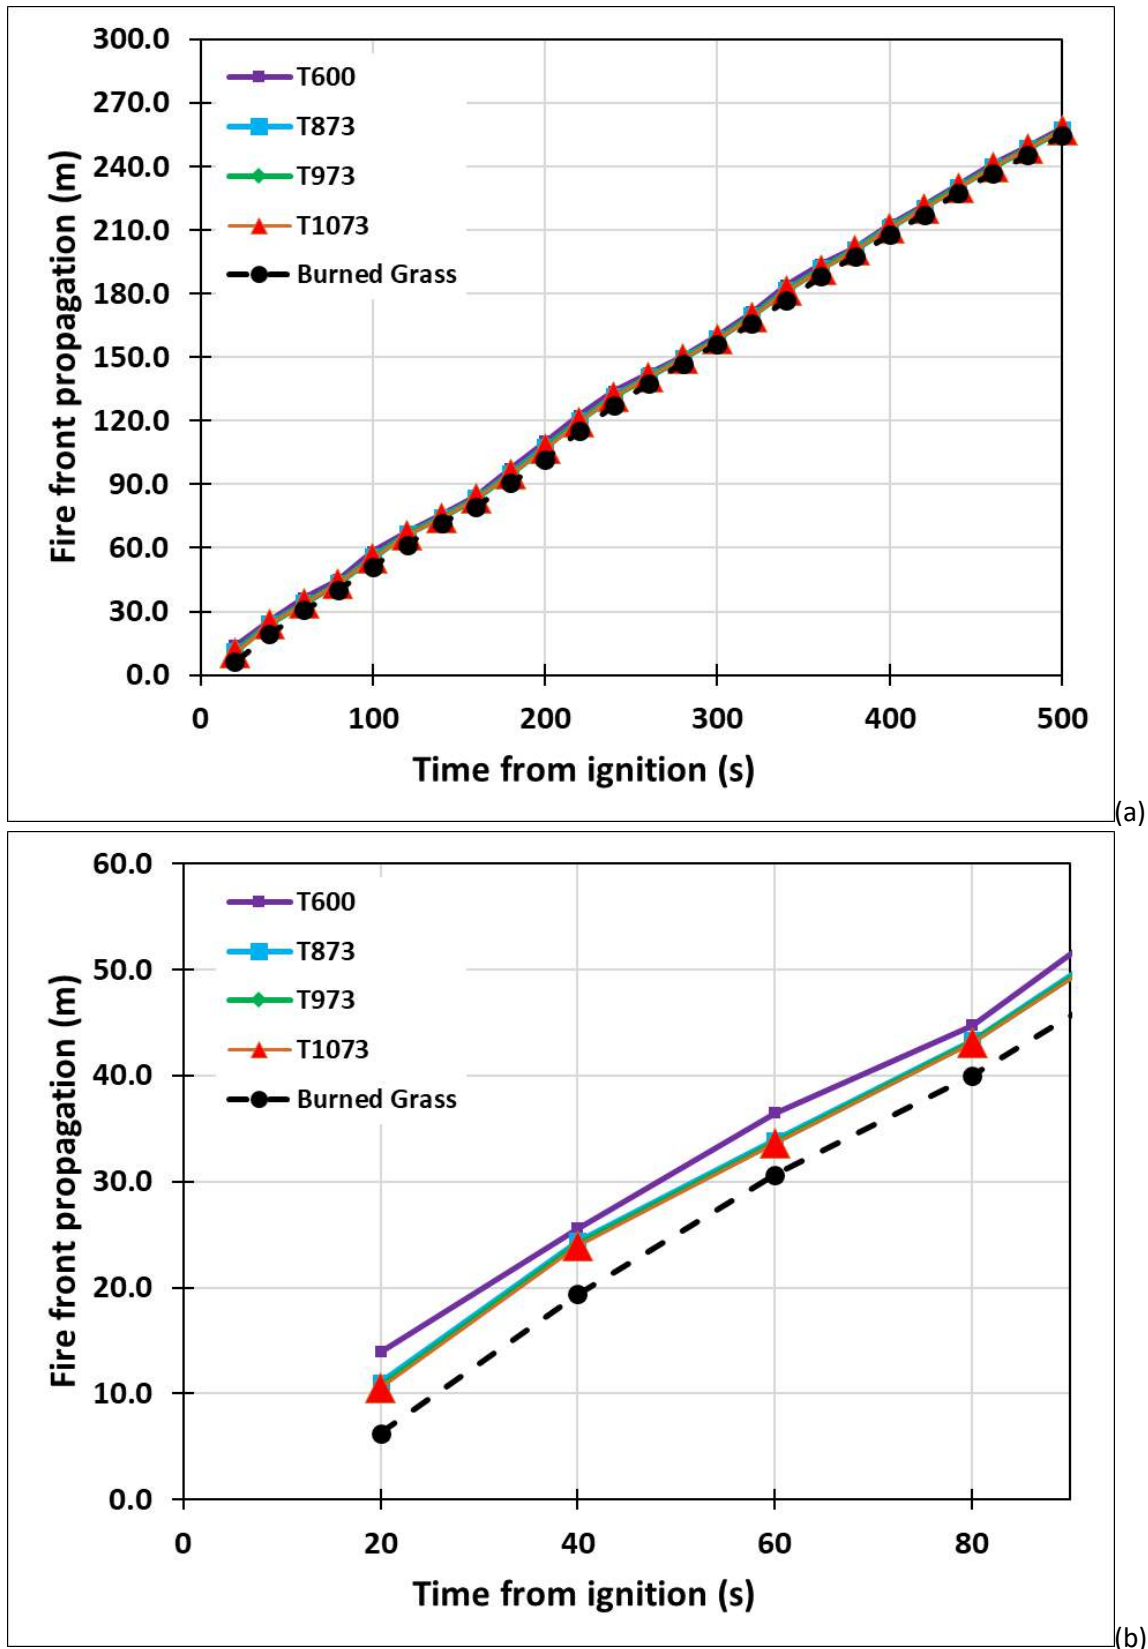 300.0
270.0
240.0
210.0
180.0
150.0
120.0
90.0
60.0
30.0
0.0
Fire front propagation (m)
T600
T873
T973
T1073
Burned Grass
0 100 200 300 400 500
Time from ignition (s)
(a)
60.0
50.0
40.0
30.0
20.0
10.0
0.0
Fire front propagation (m)
T600
T873
T973
T1073
Burned Grass
0 20 40 60 80
Time from ignition (s)
(b)